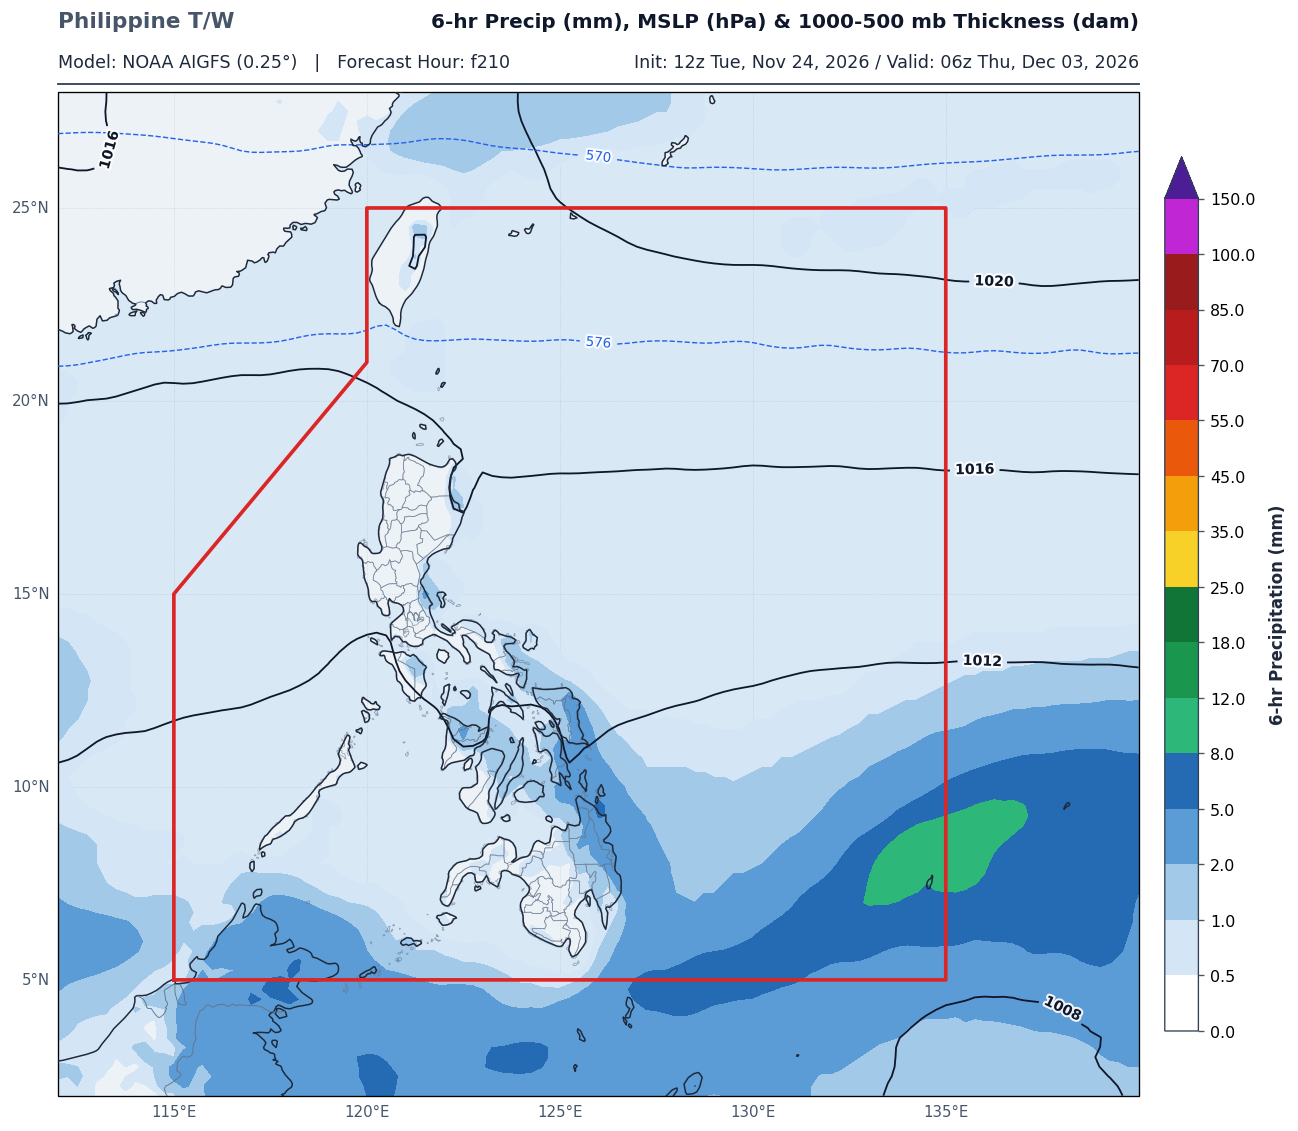 Philippine T/W
6-hr Precip (mm), MSLP (hPa) & 1000-500 mb Thickness (dam)
Model: NOAA AIGFS (0.25°) | Forecast Hour: f210
Init: 12z Tue, Nov 24, 2026 / Valid: 06z Thu, Dec 03, 2026
1016
570
1020
576
1016
1012
1008
25°N
20°N
15°N
10°N
5°N
115°E
120°E
125°E
130°E
135°E
150.0
100.0
85.0
70.0
55.0
45.0
35.0
25.0
18.0
12.0
8.0
5.0
2.0
1.0
0.5
0.0
6-hr Precipitation (mm)